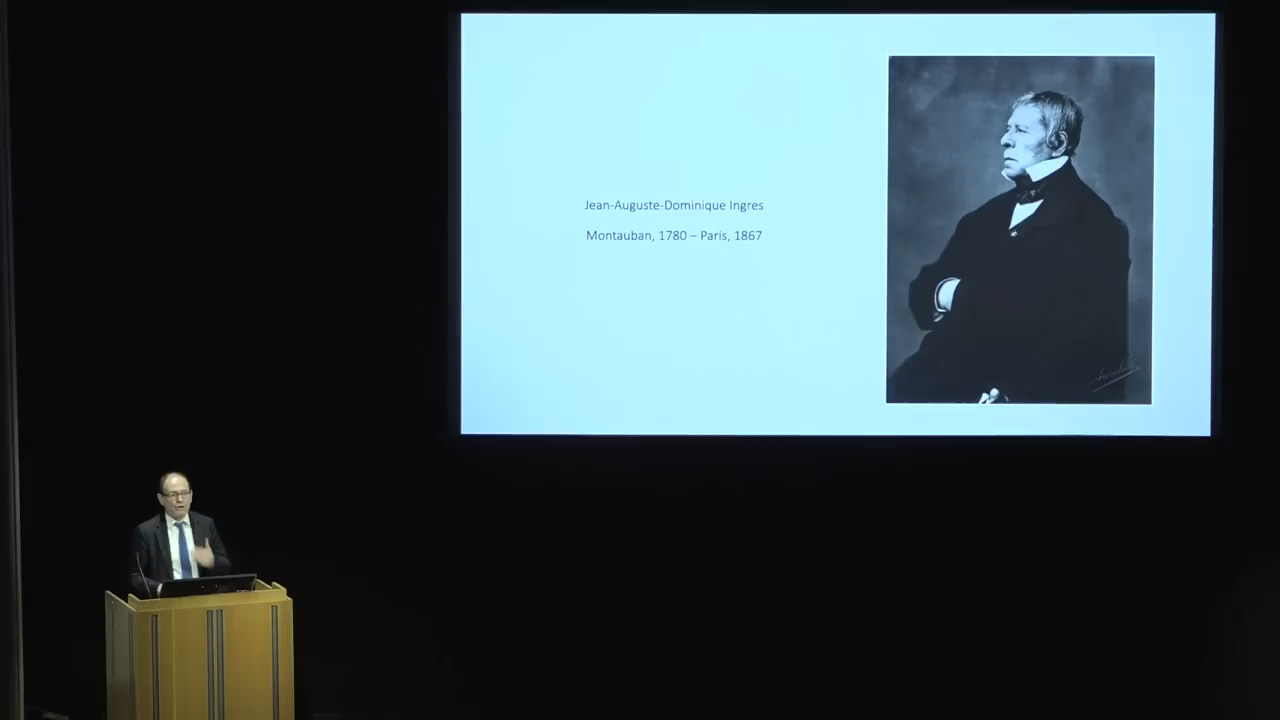 Jean-Auguste-Dominique Ingres
Montauban, 1780 – Paris, 1867